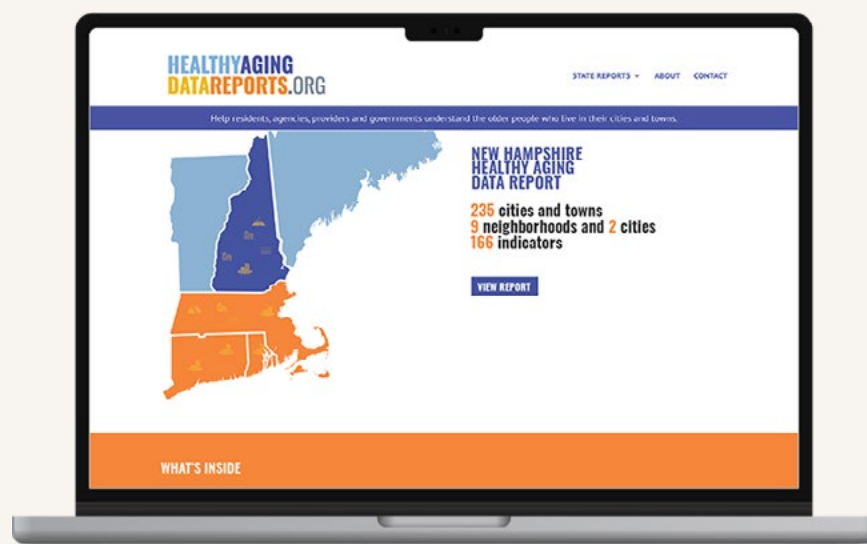 HEALTHYAGING
DATAREPORTS.ORG
STATE REPORTS ABOUT CONTACT
Help residents, agencies, providers and governments understand the older people who live in their cities and towns.
NEW HAMPSHIRE
HEALTHY AGING
DATA REPORT
235 cities and towns
9 neighborhoods and 2 cities
166 indicators
VIEW REPORT
WHAT'S INSIDE